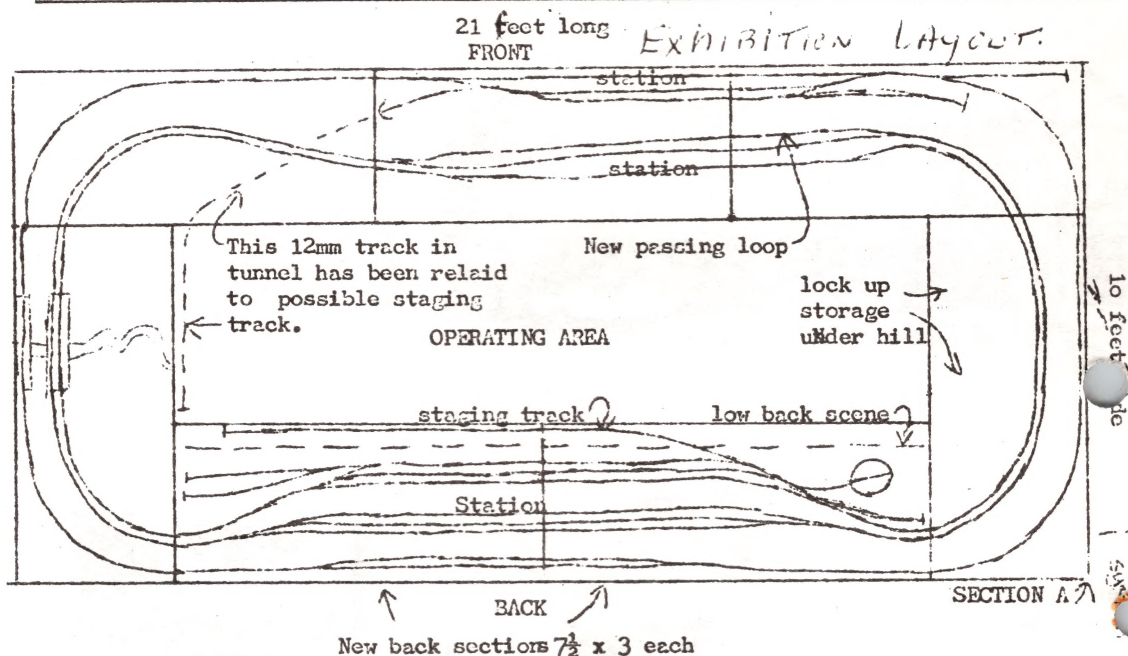 21 feet long
EXHIBITION LAYOUT.
FRONT
station
station
This 12mm track in
tunnel has been relaid
to possible staging
track.
New passing loop
lock up
storage
under hill
OPERATING AREA
10 feet
de
staging track
low back scene
Station
SECTION A
BACK
New back sections 7½ x 3 each